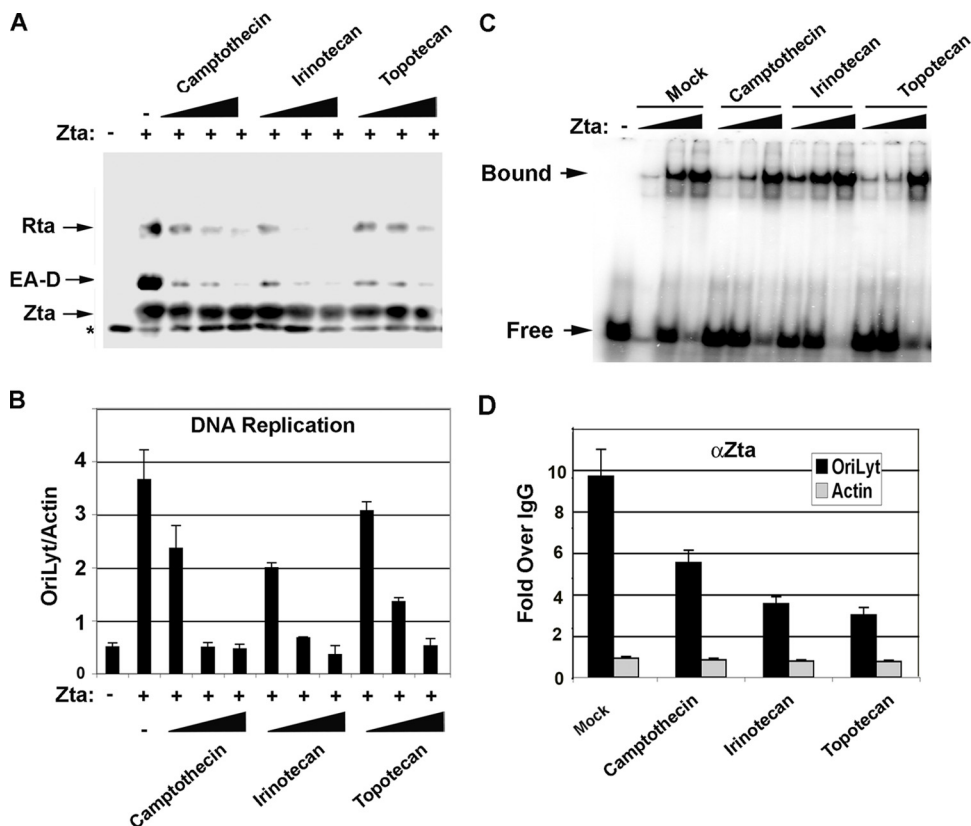 A
Camptothecin
Irinotecan
Topotecan
-
Zta: - + + + + + + + + + +
Rta
EA-D
Zta
*
B
DNA Replication
OriLyt/Actin
4
3
2
1
0
Zta: - + + + + + + + + + +
-
Camptothecin
Irinotecan
Topotecan
C
Mock
Camptothecin
Irinotecan
Topotecan
Zta: -
Bound
Free
D
αZta
OriLyt
Actin
Fold Over IgG
10
8
6
4
2
0
Mock
Camptothecin
Irinotecan
Topotecan